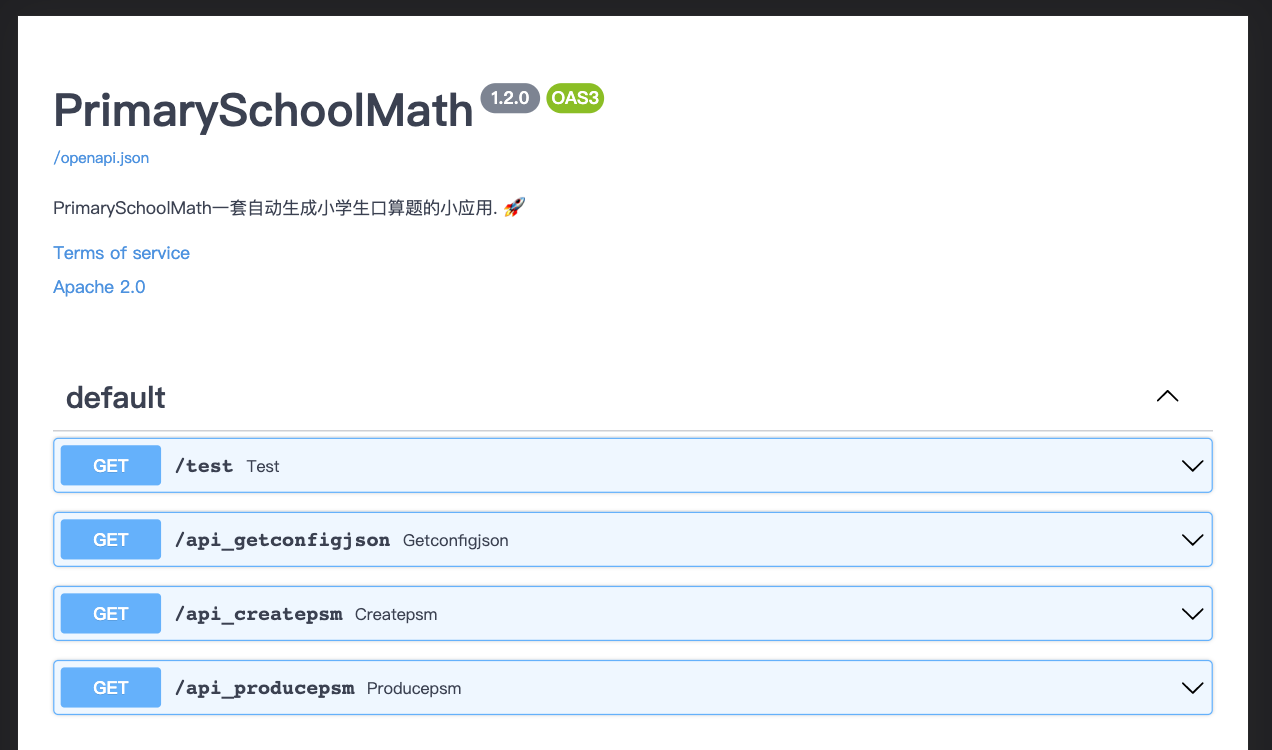 PrimarySchoolMath 1.2.0 OAS3
/openapi.json
PrimarySchoolMath一套自动生成小学生口算题的小应用. 🚀
Terms of service
Apache 2.0
default
GET /test Test
GET /api_getconfigjson Getconfigjson
GET /api_createpsm Createpsm
GET /api_producepsm Producepsm